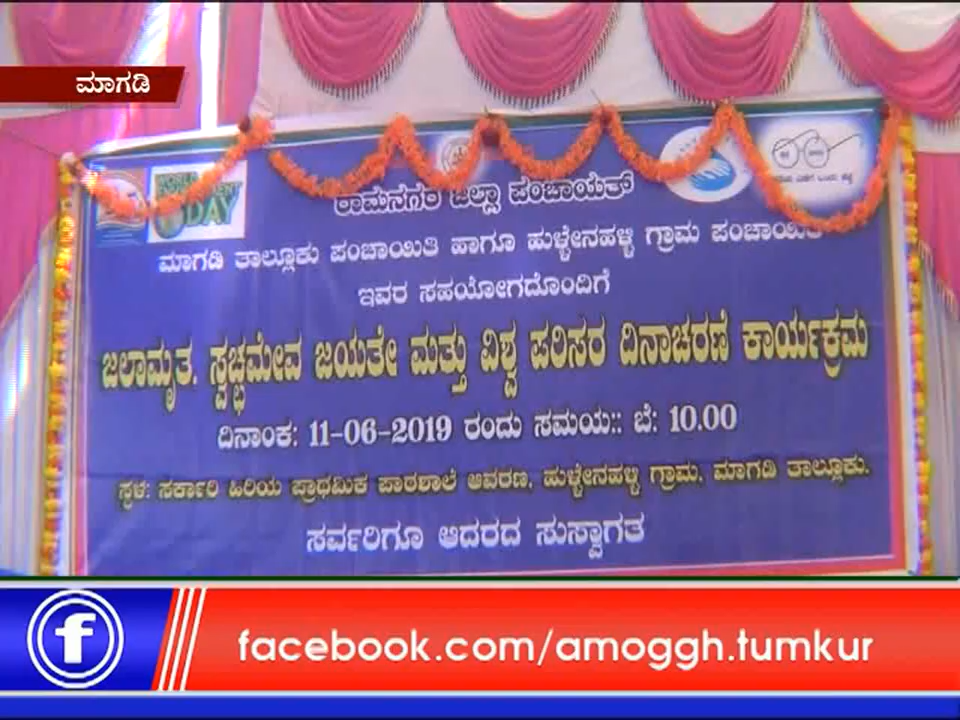 ಮಾಗಡಿ
DAY
ರಾಮನಗರ ಜಿಲ್ಲಾ ಪಂಚಾಯತ್
ಮಾಗಡಿ ತಾಲ್ಲೂಕು ಪಂಚಾಯಿತಿ ಹಾಗೂ ಹುಳ್ಳೇನಹಳ್ಳಿ ಗ್ರಾಮ ಪಂಚಾಯಿತಿ
ಇವರ ಸಹಯೋಗದೊಂದಿಗೆ
ಜಲಾಮೃತ, ಸ್ವಚ್ಛಮೇವ ಜಯತೇ ಮತ್ತು ವಿಶ್ವ ಪರಿಸರ ದಿನಾಚರಣೆ ಕಾರ್ಯಕ್ರಮ
ದಿನಾಂಕ: 11-06-2019 ರಂದು ಸಮಯ:: ಬೆ: 10.00
ಸ್ಥಳ: ಸರ್ಕಾರಿ ಹಿರಿಯ ಪ್ರಾಥಮಿಕ ಪಾಠಶಾಲೆ ಆವರಣ, ಹುಳ್ಳೇನಹಳ್ಳಿ ಗ್ರಾಮ, ಮಾಗಡಿ ತಾಲ್ಲೂಕು.
ಸರ್ವರಿಗೂ ಆದರದ ಸುಸ್ವಾಗತ
facebook.com/amoggh.tumkur